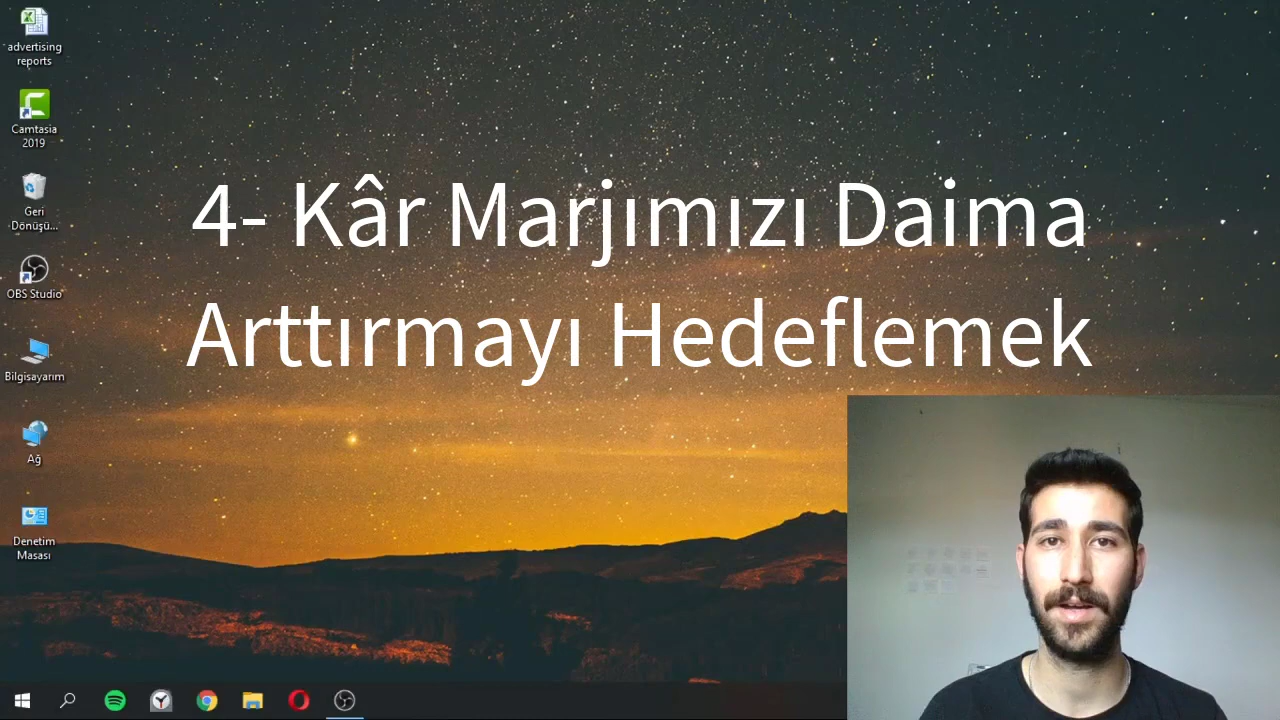 advertising
reports
Camtasia
2019
Geri
Dönüşü...
OBS Studio
Bilgisayarım
Ağ
Denetim
Masası
4- Kâr Marjımızı Daima
Arttırmayı Hedeflemek